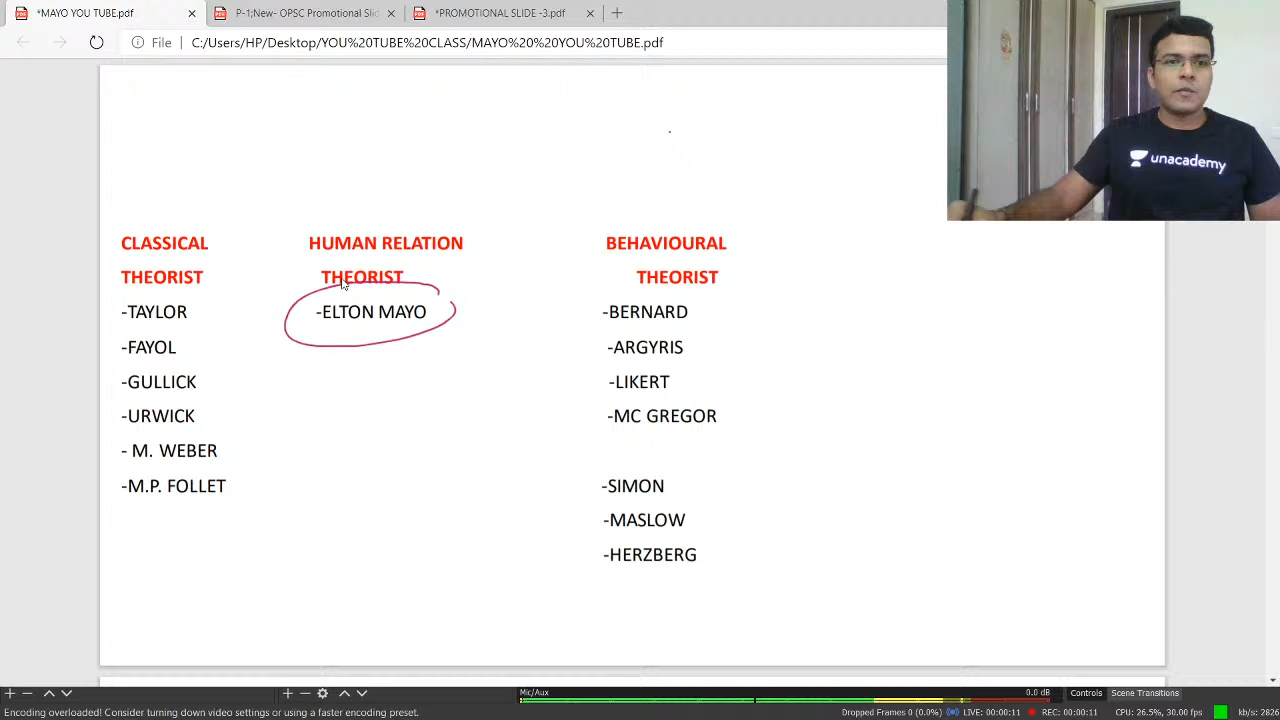 *MAYO YOU TUBE.pdf
P-1;New- OPSC Promotional Slid
*PROMOTIONAL SLIDE -3.pdf
File
C:/Users/HP/Desktop/YOU%20TUBE%20CLASS/MAYO%20%20YOU%20TUBE.pdf
unacademy
CLASSICAL
THEORIST
-TAYLOR
-FAYOL
-GULLICK
-URWICK
- M. WEBER
-M.P. FOLLET
HUMAN RELATION
THEORIST
-ELTON MAYO
BEHAVIOURAL
THEORIST
-BERNARD
-ARGYRIS
-LIKERT
-MC GREGOR
-SIMON
-MASLOW
-HERZBERG
Mic/Aux
0.0 dB
Controls
Scene Transitions
Encoding overloaded! Consider turning down video settings or using a faster encoding preset.
Dropped Frames 0 (0.0%)
LIVE: 00:00:11
REC: 00:00:11
CPU: 26.5%, 30.00 fps
kb/s: 2826